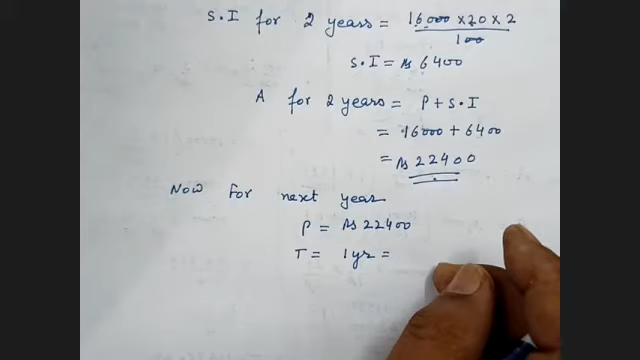 S.I for 2 years = 16000 × 20 × 2
100
S.I = Rs 6400
A for 2 years = P + S.I
= 16000 + 6400
= Rs 22400
Now for next year
P = Rs 22400
T = 1yr =